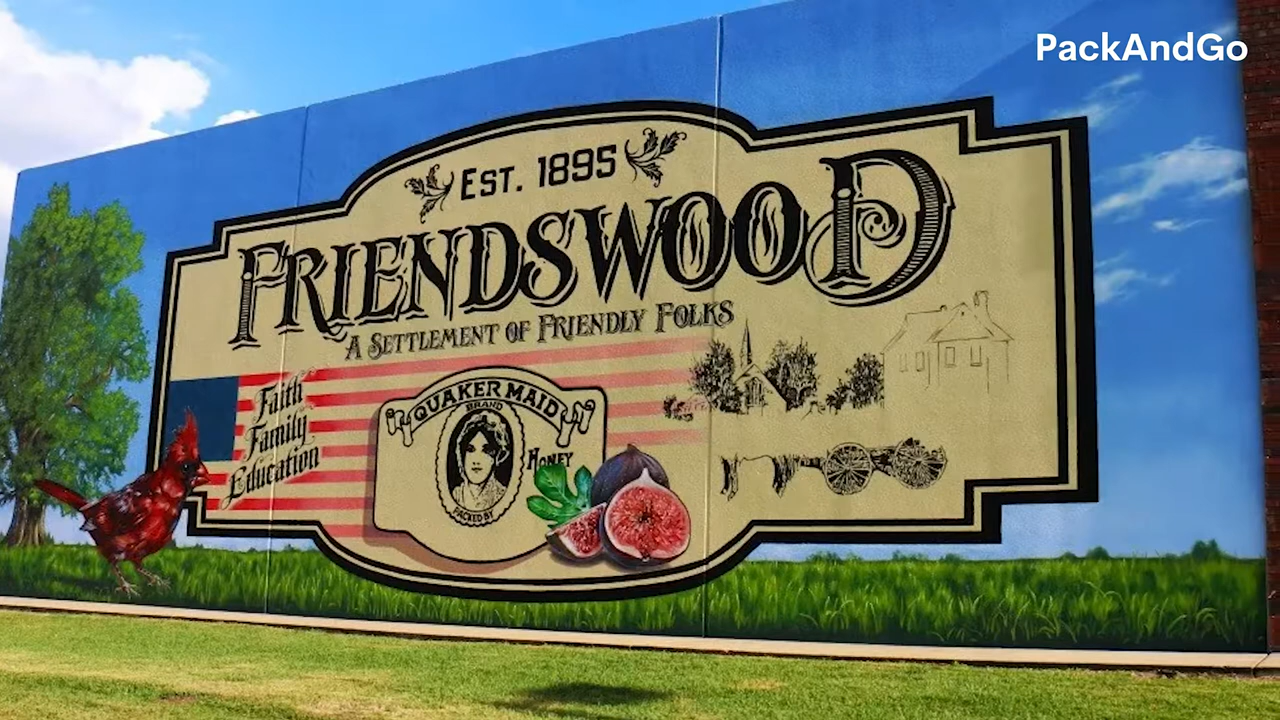 PackAndGo
EST. 1895
FRIENDSWOOD
A SETTLEMENT OF FRIENDLY FOLKS
Faith
Family
Education
QUAKER MAID
BRAND
HONEY
PACKED BY